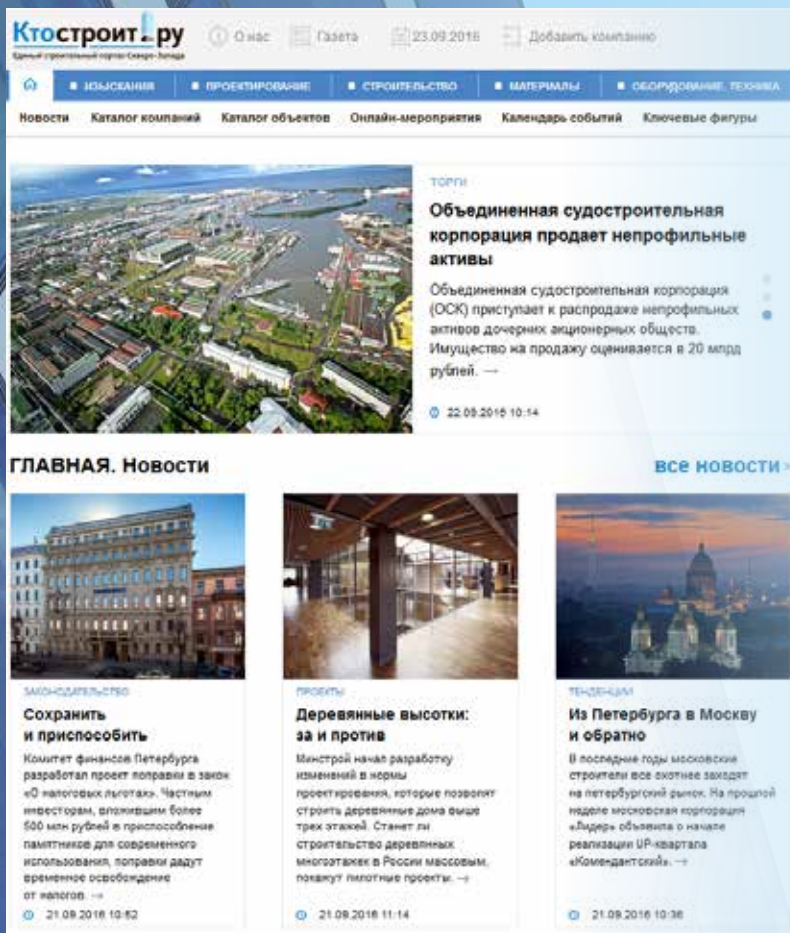 Ктостроит.ру
Единый строительный портал Северо-Запада
О нас Газета 23.09.2016 Добавить компанию
ИЗЫСКАНИЯ ПРОЕКТИРОВАНИЕ СТРОИТЕЛЬСТВО МАТЕРИАЛЫ ОБОРУДОВАНИЕ. ТЕХНИКА
Новости Каталог компаний Каталог объектов Онлайн-мероприятия Календарь событий Ключевые фигуры
ТОРГИ
Объединенная судостроительная
корпорация продает непрофильные
активы
Объединенная судостроительная корпорация
(ОСК) приступает к распродаже непрофильных
активов дочерних акционерных обществ.
Имущество на продажу оценивается в 20 млрд
рублей. →
22.09.2016 10:14
ГЛАВНАЯ. Новости
все новости
ЗАКОНОДАТЕЛЬСТВО
Сохранить
и приспособить
Комитет финансов Петербурга
разработал проект поправки в закон
«О налоговых льготах». Частным
инвесторам, вложившим более
500 млн рублей в приспособление
памятников для современного
использования, поправки дадут
временное освобождение
от налогов. →
21.09.2016 10:52
ПРОЕКТЫ
Деревянные высотки:
за и против
Минстрой начал разработку
изменений в нормы
проектирования, которые позволят
строить деревянные дома выше
трех этажей. Станет ли
строительство деревянных
многоэтажек в России массовым,
покажут пилотные проекты. →
21.09.2016 11:14
ТЕНДЕНЦИИ
Из Петербурга в Москву
и обратно
В последние годы московские
строители все охотнее заходят
на петербургский рынок. На прошлой
неделе московская корпорация
«Лидер» объявила о начале
реализации UP-квартала
«Комендантский». →
21.09.2016 10:36